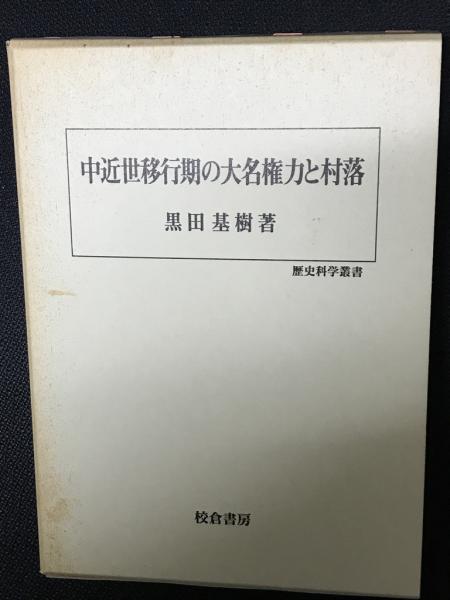 中近世移行期の大名権力と村落
黒田基樹著
歴史科学叢書
校倉書房